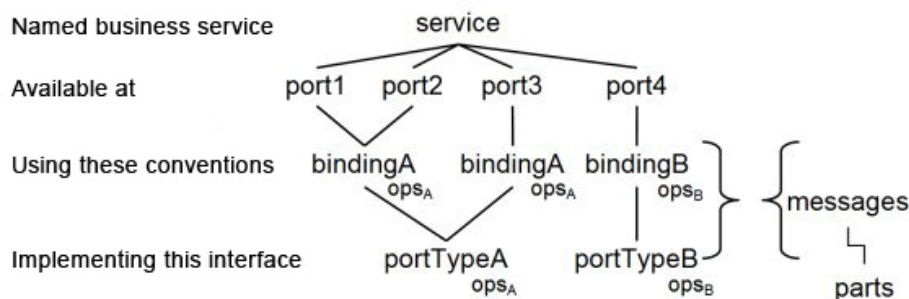 Named business service service
Available at port1 port2 port3 port4
Using these conventions bindingA bindingA bindingB
opsA opsA opsB
messages
Implementing this interface portTypeA portTypeB
opsA opsB
parts